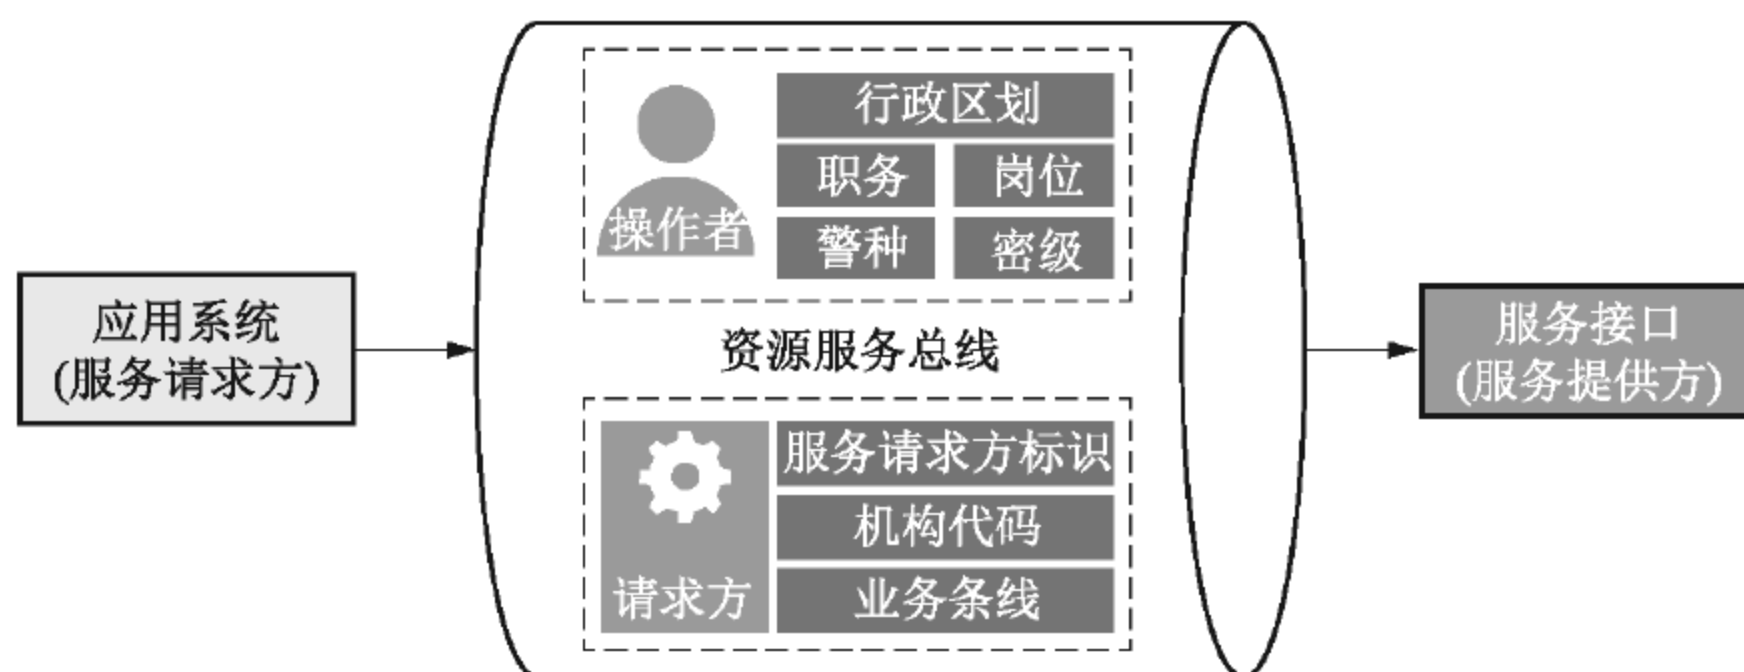 行政区划
职务
岗位
操作者
警种
密级
应用系统
(服务请求方)
资源服务总线
服务接口
(服务提供方)
服务请求方标识
机构代码
请求方
业务条线